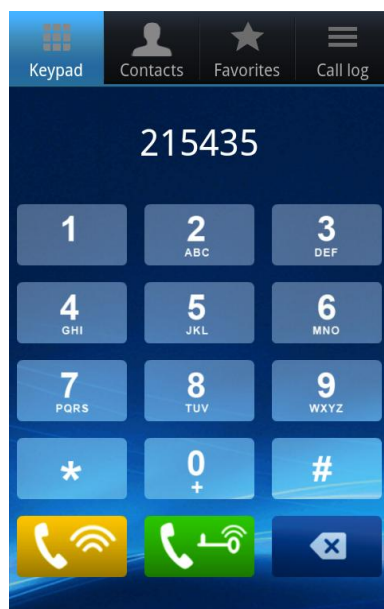 Keypad Contacts Favorites Call log
215435
1 2 3
ABC DEF
4 5 6
GHI JKL MNO
7 8 9
PQRS TUV WXYZ
* 0 #
+